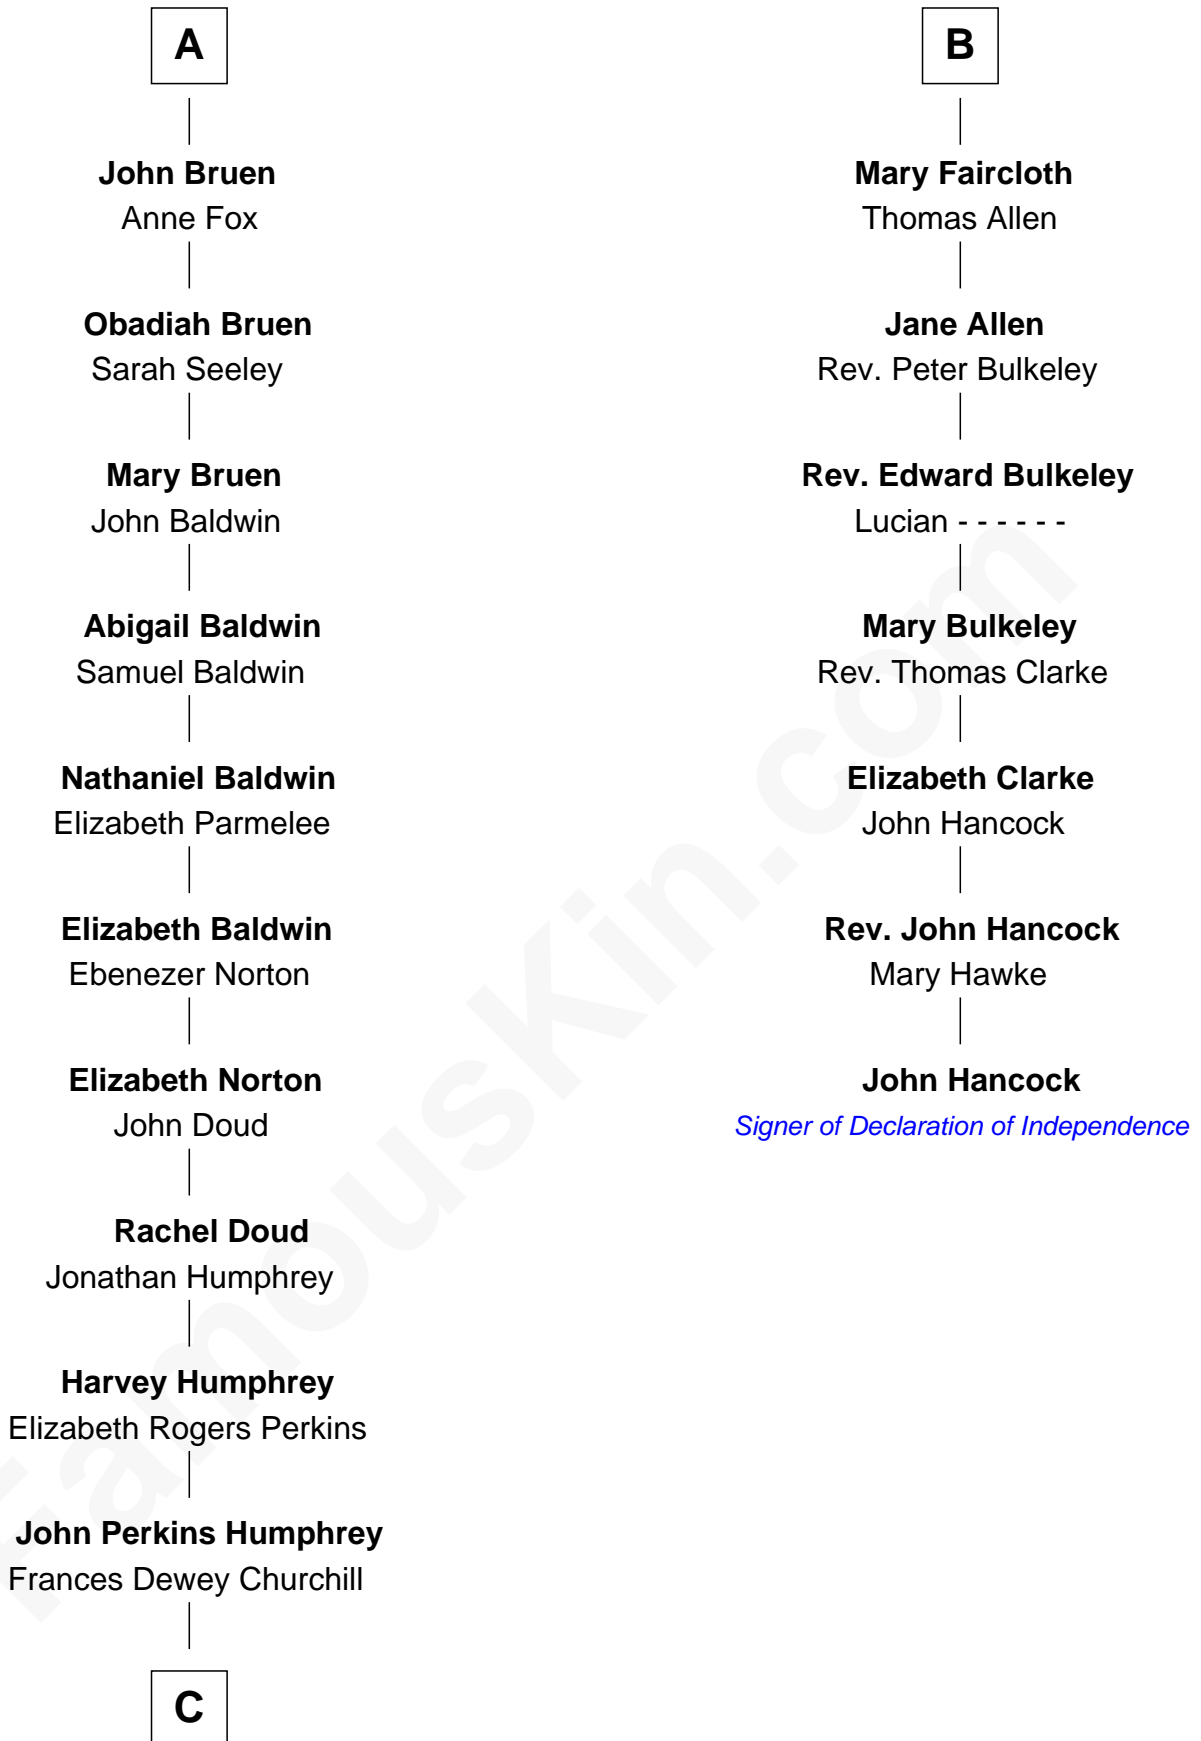 A
John Bruen
Anne Fox
Obadiah Bruen
Sarah Seeley
Mary Bruen
John Baldwin
Abigail Baldwin
Samuel Baldwin
Nathaniel Baldwin
Elizabeth Parmelee
Elizabeth Baldwin
Ebenezer Norton
Elizabeth Norton
John Doud
Rachel Doud
Jonathan Humphrey
Harvey Humphrey
Elizabeth Rogers Perkins
John Perkins Humphrey
Frances Dewey Churchill
C
B
Mary Faircloth
Thomas Allen
Jane Allen
Rev. Peter Bulkeley
Rev. Edward Bulkeley
Lucian - - - - - -
Mary Bulkeley
Rev. Thomas Clarke
Elizabeth Clarke
John Hancock
Rev. John Hancock
Mary Hawke
John Hancock
Signer of Declaration of Independence
FamousKin.com